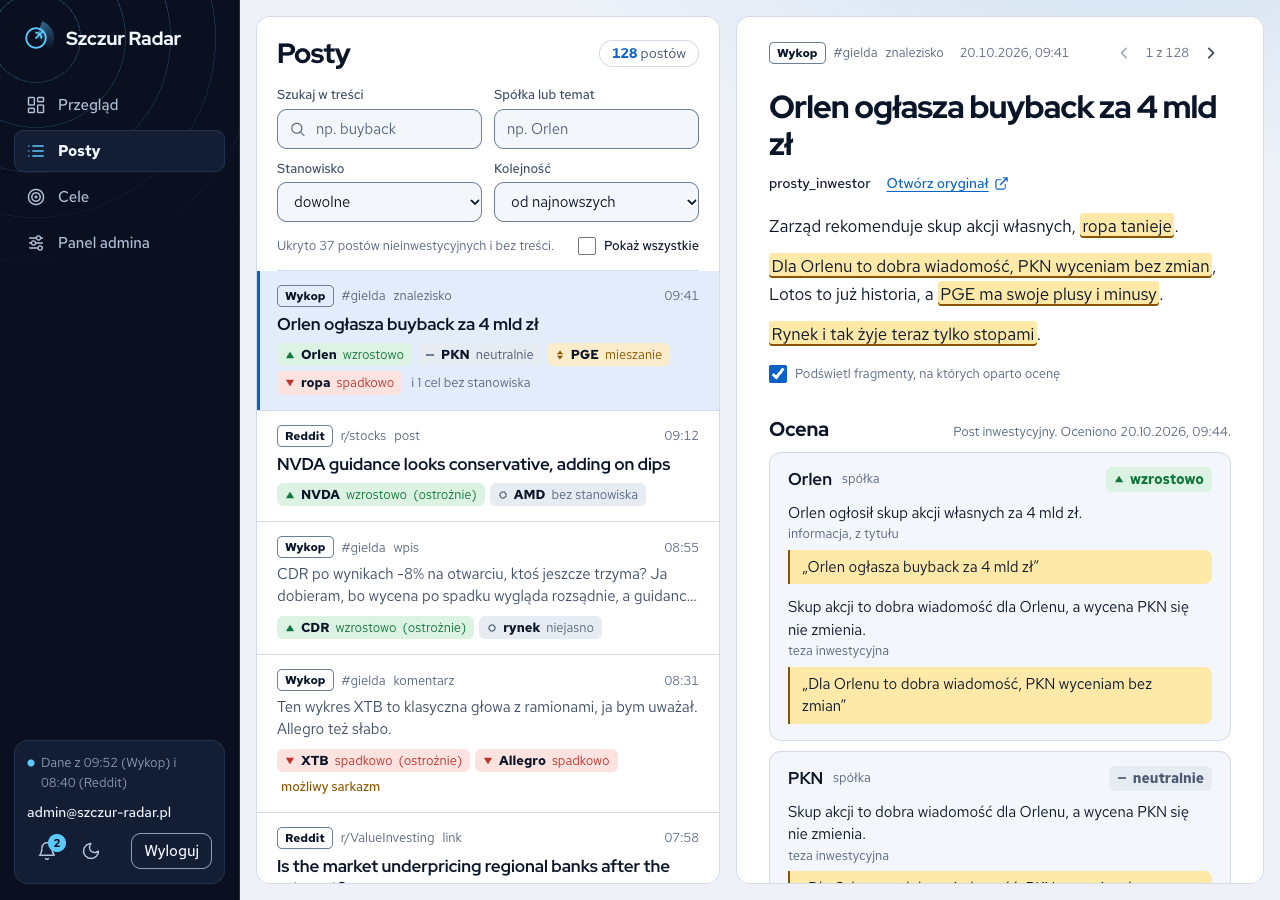 Szczur Radar
Przegląd
Posty
Cele
Panel admina
Dane z 09:52 (Wykop) i
08:40 (Reddit)
admin@szczur-radar.pl
2
Wyloguj
Posty
128 postów
Szukaj w treści
Spółka lub temat
np. buyback
np. Orlen
Stanowisko
Kolejność
dowolne
od najnowszych
Ukryto 37 postów nieinwestycyjnych i bez treści.
Pokaż wszystkie
Wykop #gielda znalezisko 09:41
Orlen ogłasza buyback za 4 mld zł
Orlen wzrostowo – PKN neutralnie PGE mieszanie
ropa spadkowo i 1 cel bez stanowiska
Reddit r/stocks post 09:12
NVDA guidance looks conservative, adding on dips
NVDA wzrostowo (ostrożnie) AMD bez stanowiska
Wykop #gielda wpis 08:55
CDR po wynikach -8% na otwarciu, ktoś jeszcze trzyma? Ja
dobieram, bo wycena po spadku wygląda rozsądnie, a guidanc...
CDR wzrostowo (ostrożnie) rynek niejasno
Wykop #gielda komentarz 08:31
Ten wykres XTB to klasyczna głowa z ramionami, ja bym uważał.
Allegro też słabo.
XTB spadkowo (ostrożnie) Allegro spadkowo
możliwy sarkazm
Reddit r/ValueInvesting link 07:58
Is the market underpricing regional banks after the
Wykop #gielda znalezisko 20.10.2026, 09:41
1 z 128
Orlen ogłasza buyback za 4 mld
zł
prosty_inwestor Otwórz oryginał
Zarząd rekomenduje skup akcji własnych, ropa tanieje.
Dla Orlenu to dobra wiadomość, PKN wyceniam bez zmian,
Lotos to już historia, a PGE ma swoje plusy i minusy.
Rynek i tak żyje teraz tylko stopami.
Podświetl fragmenty, na których oparto ocenę
Ocena
Post inwestycyjny. Oceniono 20.10.2026, 09:44.
Orlen spółka
wzrostowo
Orlen ogłosił skup akcji własnych za 4 mld zł.
informacja, z tytułu
„Orlen ogłasza buyback za 4 mld zł”
Skup akcji to dobra wiadomość dla Orlenu, a wycena PKN się
nie zmienia.
teza inwestycyjna
„Dla Orlenu to dobra wiadomość, PKN wyceniam bez
zmian”
PKN spółka
– neutralnie
Skup akcji to dobra wiadomość dla Orlenu, a wycena PKN się
nie zmienia.
teza inwestycyjna